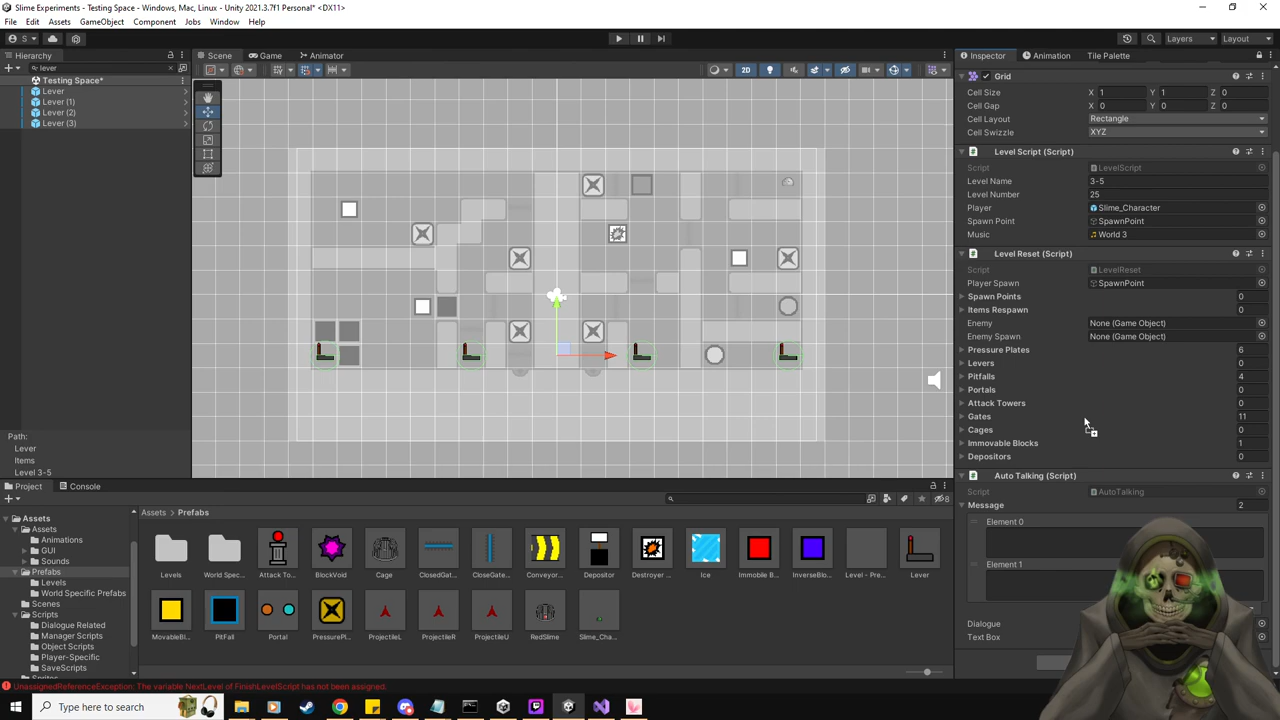 Slime Experiments - Testing Space - Windows, Mac, Linux - Unity 2021.3.7f1 Personal* <DX11>
File Edit Assets GameObject Component Jobs Window Help
S Layers Layout
Hierarchy Scene Game Animator Inspector Animation Tile Palette
lever 2D
Testing Space*
Lever
Lever (1)
Lever (2)
Lever (3)
Grid
Cell Size X 1 Y 1 Z 0
Cell Gap X 0 Y 0 Z 0
Cell Layout Rectangle
Cell Swizzle XYZ
Level Script (Script)
Script LevelScript
Level Name 3-5
Level Number 25
Player Slime_Character
Spawn Point SpawnPoint
Music World 3
Level Reset (Script)
Script LevelReset
Player Spawn SpawnPoint
Spawn Points 0
Items Respawn 0
Enemy None (Game Object)
Enemy Spawn None (Game Object)
Pressure Plates 6
Levers 0
Pitfalls 4
Portals 0
Attack Towers 0
Gates 11
Cages 0
Immovable Blocks 1
Depositors 0
Auto Talking (Script)
Script AutoTalking
Message 2
Element 0
Element 1
Dialogue
Text Box
Path:
Lever
Items
Level 3-5
Project Console
8
Assets
Assets
Animations
GUI
Sounds
Prefabs
Levels
World Specific Prefabs
Scenes
Scripts
Dialogue Related
Manager Scripts
Object Scripts
Player-Specific
SaveScripts
Assets > Prefabs
Levels World Spec... Attack To... BlockVoid Cage ClosedGat... CloseGate... Conveyor... Depositor Destroyer ... Ice Immobile B... InverseBlo... Level - Pre... Lever
MovableBl... PitFall Portal PressurePl... ProjectileL ProjectileR ProjectileU RedSlime Slime_Cha...
UnassignedReferenceException: The variable NextLevel of FinishLevelScript has not been assigned.
Type here to search